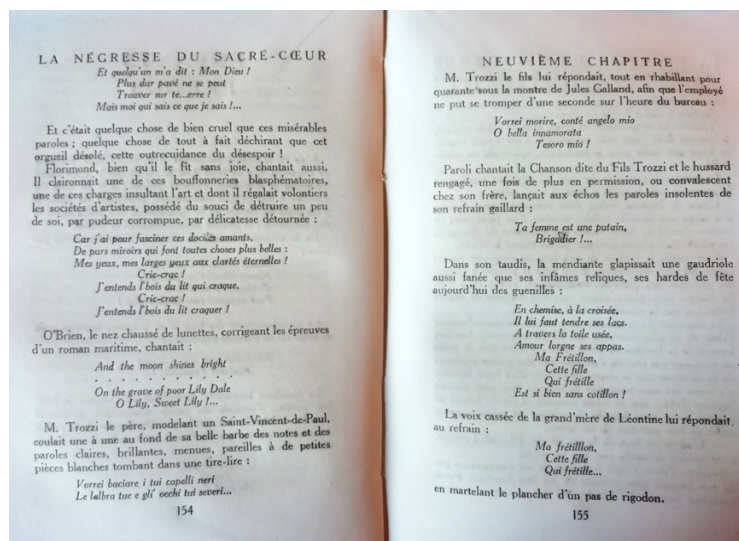 LA NÉGRESSE DU SACRÉ-CŒUR
Et quelqu'un m'a dit : Mon Dieu !
Plus dur pavé ne se peut
Trouver sur te...erre !
Mais moi qui sais ce que je sais !...
Et c'était quelque chose de bien cruel que ces misérables
paroles ; quelque chose de tout à fait déchirant que cet
orgueil désolé, cette outrecuidance du désespoir !
Florimond, bien qu'il le fit sans joie, chantait aussi.
Il claironnait une de ces bouffonneries blasphématoires,
une de ces charges insultant l'art et dont il régalait volontiers
les sociétés d'artistes, possédé du souci de détruire un peu
de soi, par pudeur corrompue, par délicatesse détournée :
Car j'ai pour fasciner ces dociles amants,
De purs miroirs qui font toutes choses plus belles :
Mes yeux, mes larges yeux aux clartés éternelles !
Cric-crac !
J'entends l'bois du lit qui craque,
Cric-crac !
J'entends l'bois du lit craquer !
O'Brien, le nez chaussé de lunettes, corrigeant les épreuves
d'un roman maritime, chantait :
And the moon shines bright
. . . . . . . . . .
On the grave of poor Lily Dale
O Lily, Sweet Lily !...
M. Trozzi le père, modelant un Saint-Vincent-de-Paul,
coulait une à une au fond de sa belle barbe des notes et des
paroles claires, brillantes, menues, pareilles à de petites
pièces blanches tombant dans une tire-lire :
Vorrei baciare i tui capelli neri
Le labbra tue e gli' occhi tui severi...
154
NEUVIÈME CHAPITRE
M. Trozzi le fils lui répondait, tout en rhabillant pour
quarante sous la montre de Jules Galland, afin que l'employé
ne put se tromper d'une seconde sur l'heure du bureau :
Vorrei morire, conté angelo mio
O bella innamorata
Tesoro mio !
Paroli chantait la Chanson dite du Fils Trozzi et le hussard
rengagé, une fois de plus en permission, ou convalescent
chez son frère, lançait aux échos les paroles insolentes de
son refrain gaillard :
Ta femme est une putain,
Brigadier !...
Dans son taudis, la mendiante glapissait une gaudriole
aussi fanée que ses infâmes reliques, ses hardes de fête
aujourd'hui des guenilles :
En chemise, à la croisée,
Il lui faut tendre ses lacs.
A travers la toile usée,
Amour lorgne ses appas.
Ma Frétillon,
Cette fille
Qui frétille
Est si bien sans cotillon !
La voix cassée de la grand'mère de Léontine lui répondait,
au refrain :
Ma frétilllon,
Cette fille
Qui frétille...
en martelant le plancher d'un pas de rigodon.
155